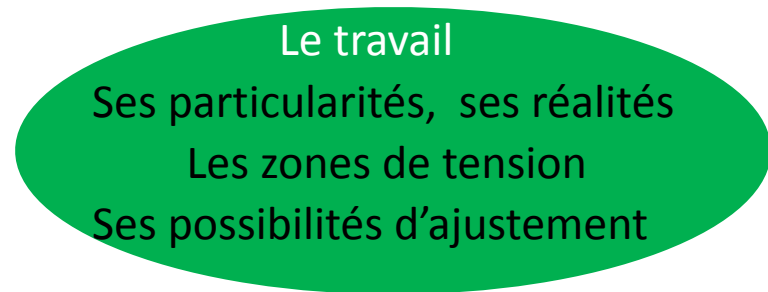 Le travail
Ses particularités, ses réalités
Les zones de tension
Ses possibilités d’ajustement